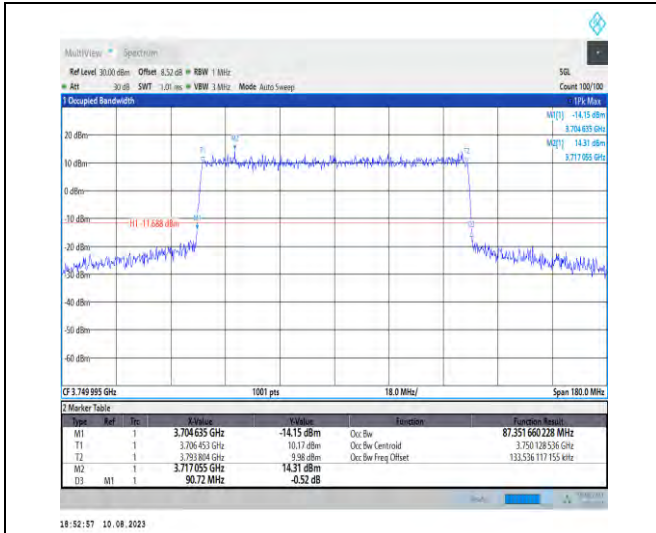 MultiView Spectrum
Ref Level 30.00 dBm Offset 8.52 dB RBW 1 MHz SGL
Att 30 dB SWT 1.01 ms VBW 3 MHz Mode Auto Sweep Count 100/100
1 Occupied Bandwidth 1Pk Max
M1[1] -14.15 dBm
3.704 635 GHz
M2[1] 14.31 dBm
3.717 055 GHz
20 dBm
M2
T1
T2
10 dBm
0 dBm
-10 dBm
H1 -11.688 dBm
M1
D3
-20 dBm
-30 dBm
-40 dBm
-50 dBm
-60 dBm
CF 3.749 995 GHz 1001 pts 18.0 MHz/ Span 180.0 MHz
2 Marker Table
Type Ref Trc X-Value Y-Value Function Function Result
M1 1 3.704 635 GHz -14.15 dBm Occ Bw 87.351 660 228 MHz
T1 1 3.706 453 GHz 10.17 dBm Occ Bw Centroid 3.750 128 536 GHz
T2 1 3.793 804 GHz 9.98 dBm Occ Bw Freq Offset 133.536 117 155 kHz
M2 1 3.717 055 GHz 14.31 dBm
D3 M1 1 90.72 MHz -0.52 dB
18:52:57 10.08.2023